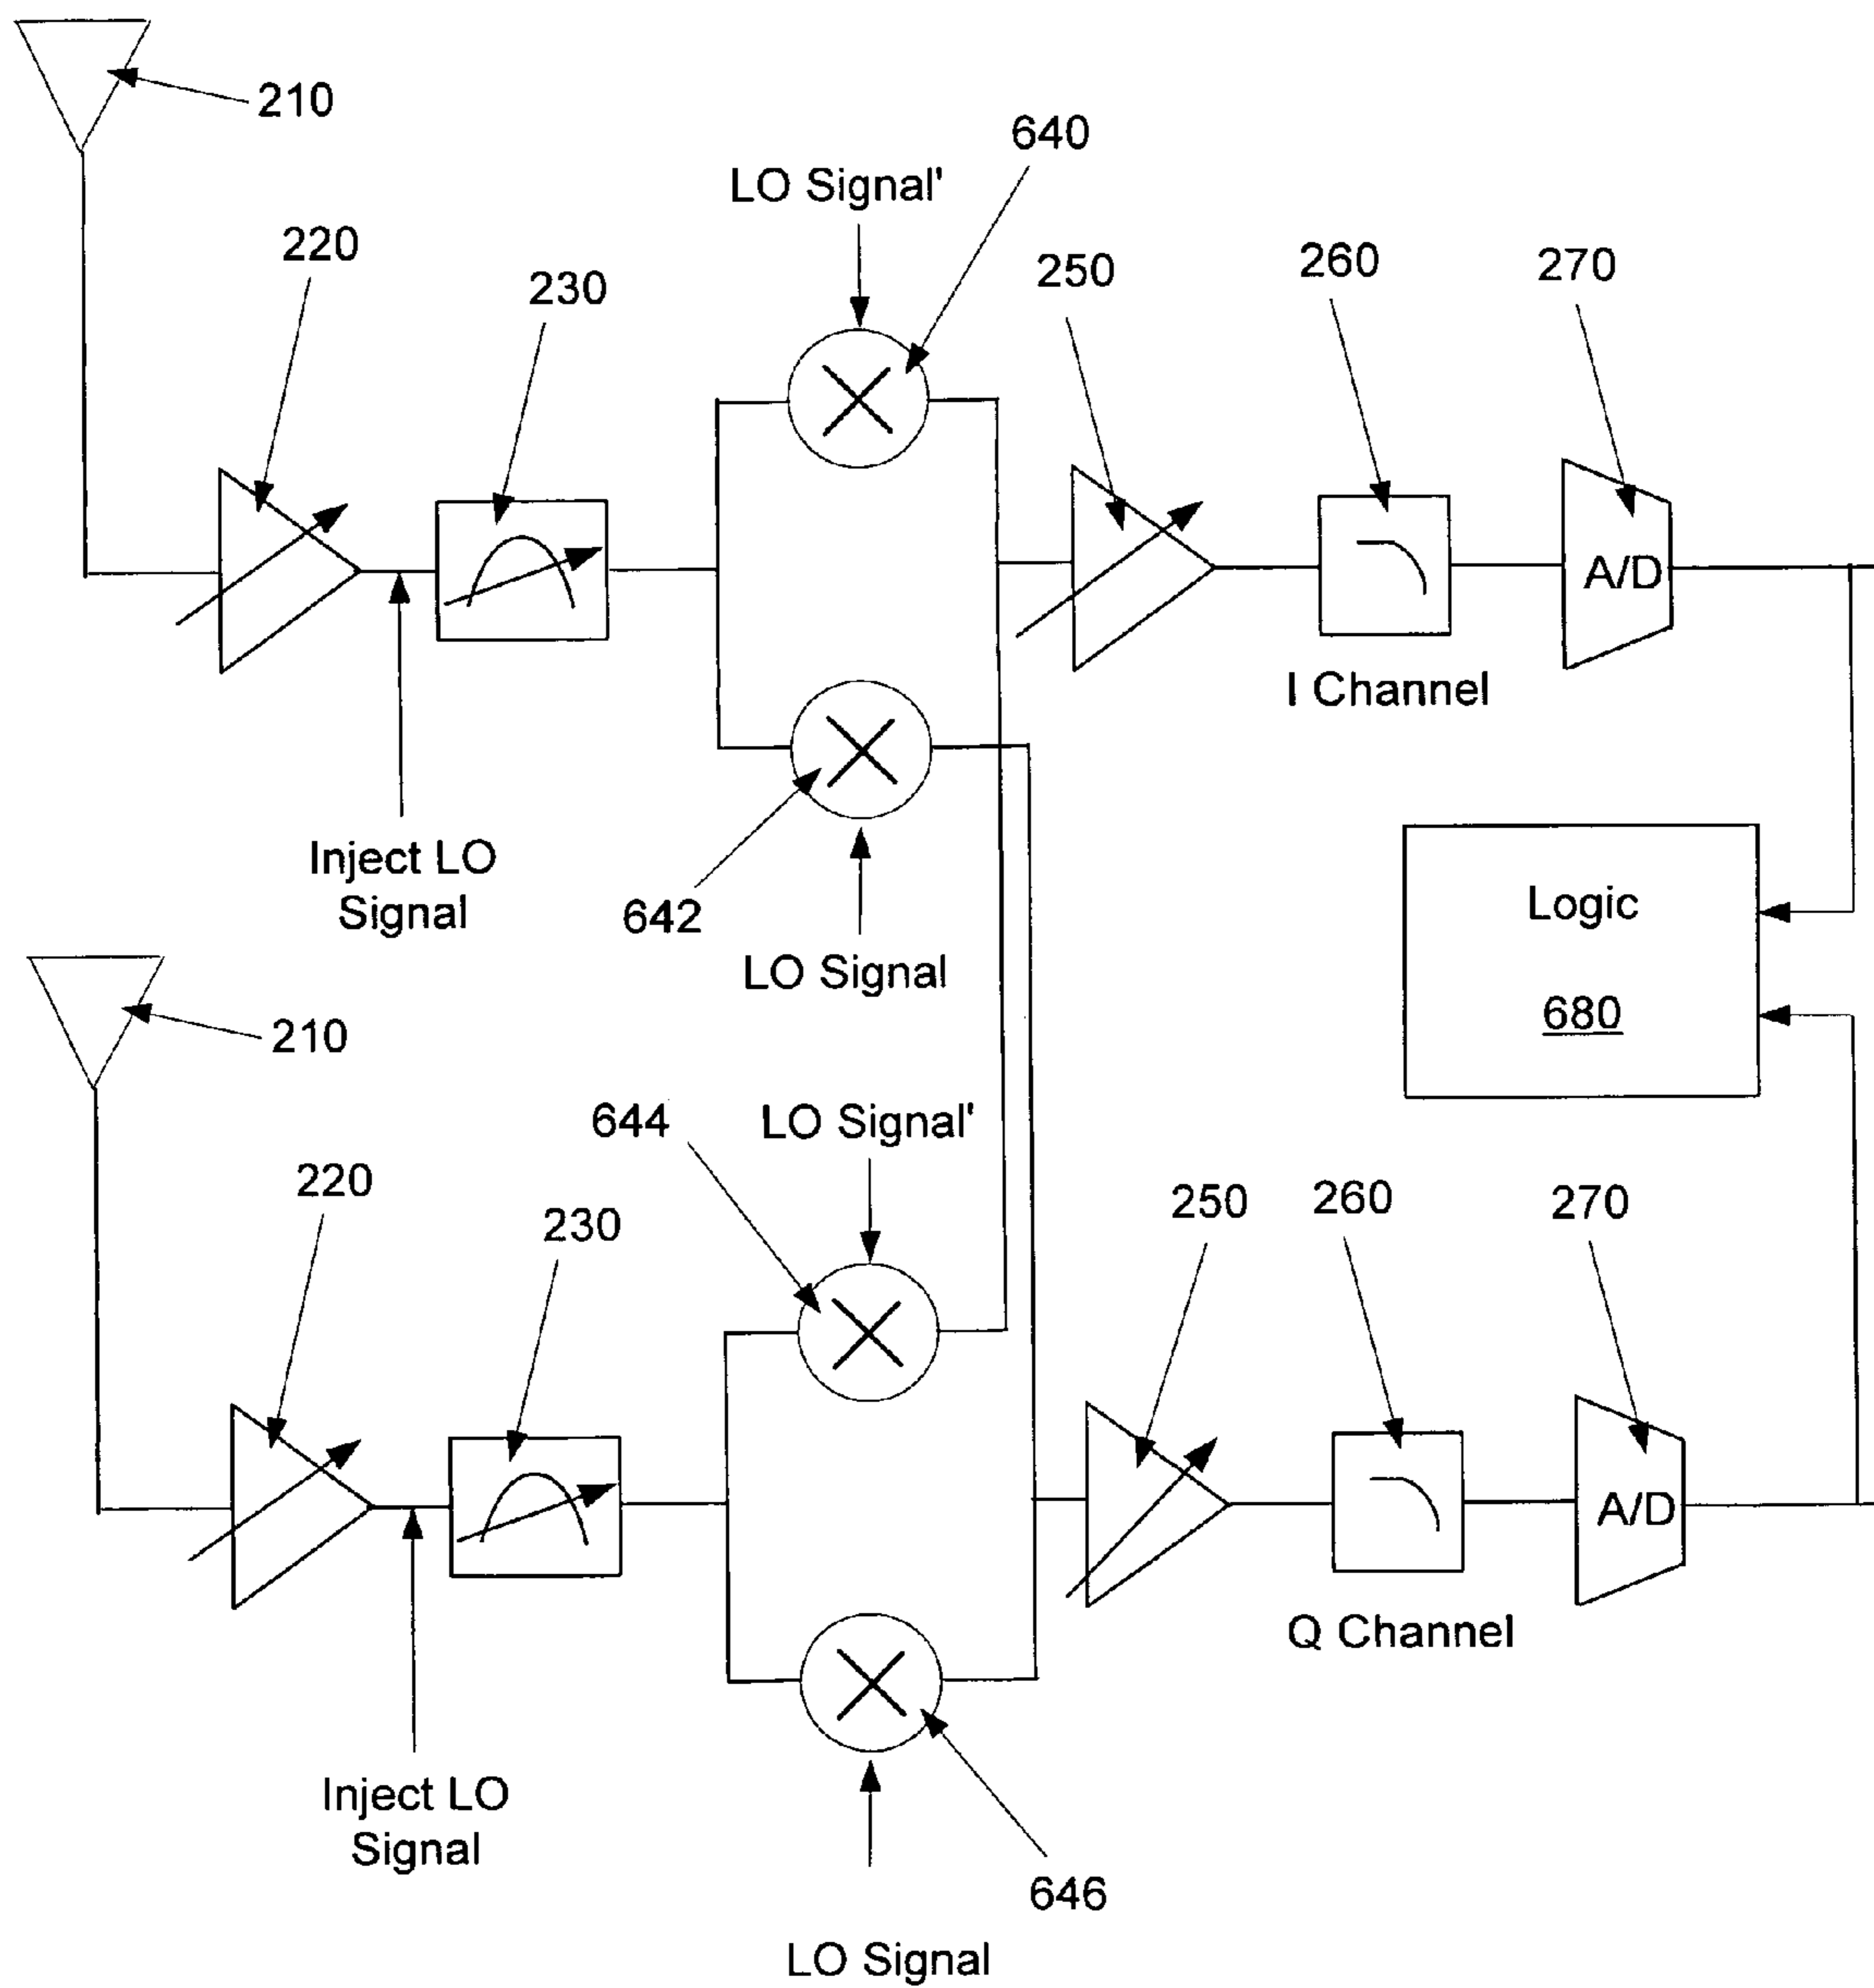 210
640
LO Signal'
220
230
250
260
270
A/D
I Channel
Inject LO
Signal
642
LO Signal
Logic
680
210
644
LO Signal'
220
230
250
260
270
A/D
Q Channel
Inject LO
Signal
646
LO Signal